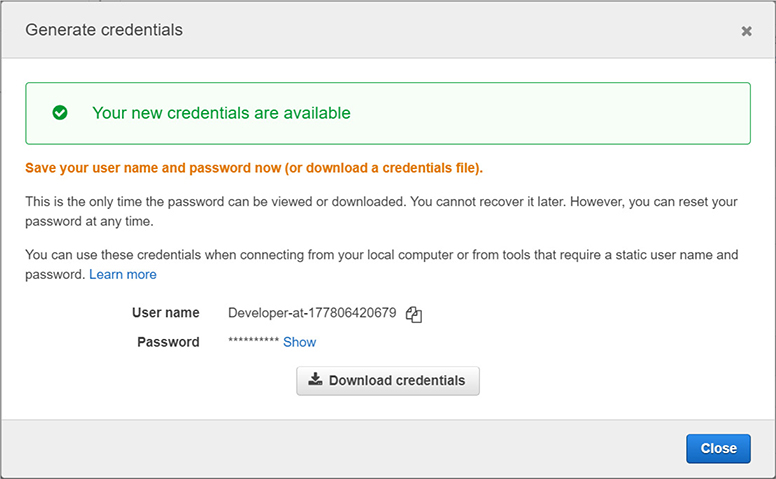 Generate credentials
Your new credentials are available
Save your user name and password now (or download a credentials file).
This is the only time the password can be viewed or downloaded. You cannot recover it later. However, you can reset your
password at any time.
You can use these credentials when connecting from your local computer or from tools that require a static user name and
password. Learn more
User name Developer-at-177806420679
Password ********** Show
Download credentials
Close